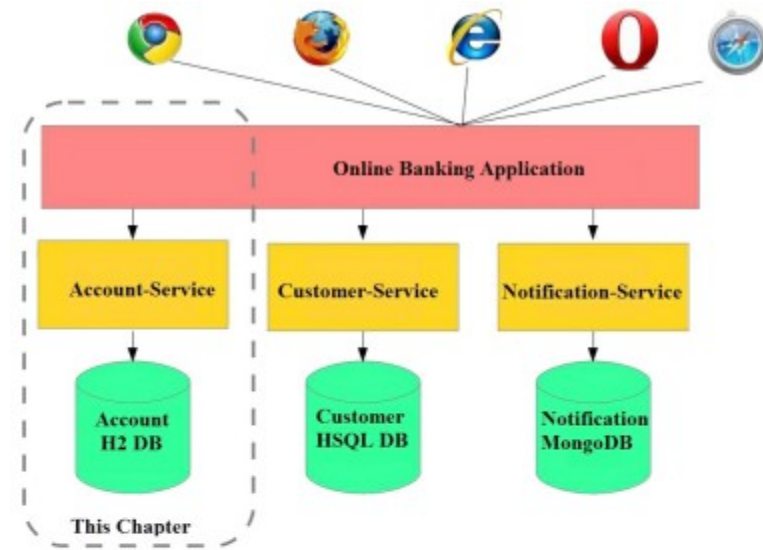 Online Banking Application
Account-Service
Customer-Service
Notification-Service
Account
H2 DB
Customer
HSQL DB
Notification
MongoDB
This Chapter